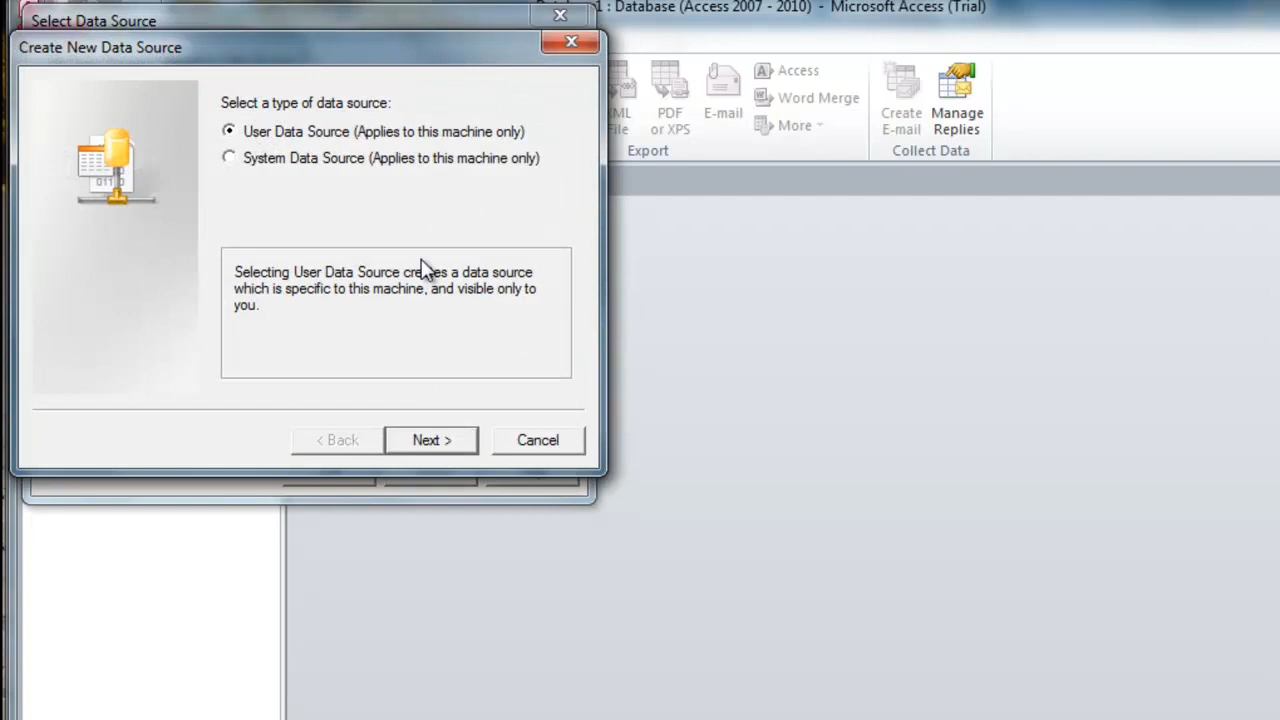 Select Data Source
1 : Database (Access 2007 - 2010) - Microsoft Access (Trial)
Create New Data Source
Select a type of data source:
User Data Source (Applies to this machine only)
System Data Source (Applies to this machine only)
Selecting User Data Source creates a data source
which is specific to this machine, and visible only to
you.
< Back
Next >
Cancel
File
PDF
or XPS
E-mail
Access
Word Merge
More
Export
Create
E-mail
Manage
Replies
Collect Data